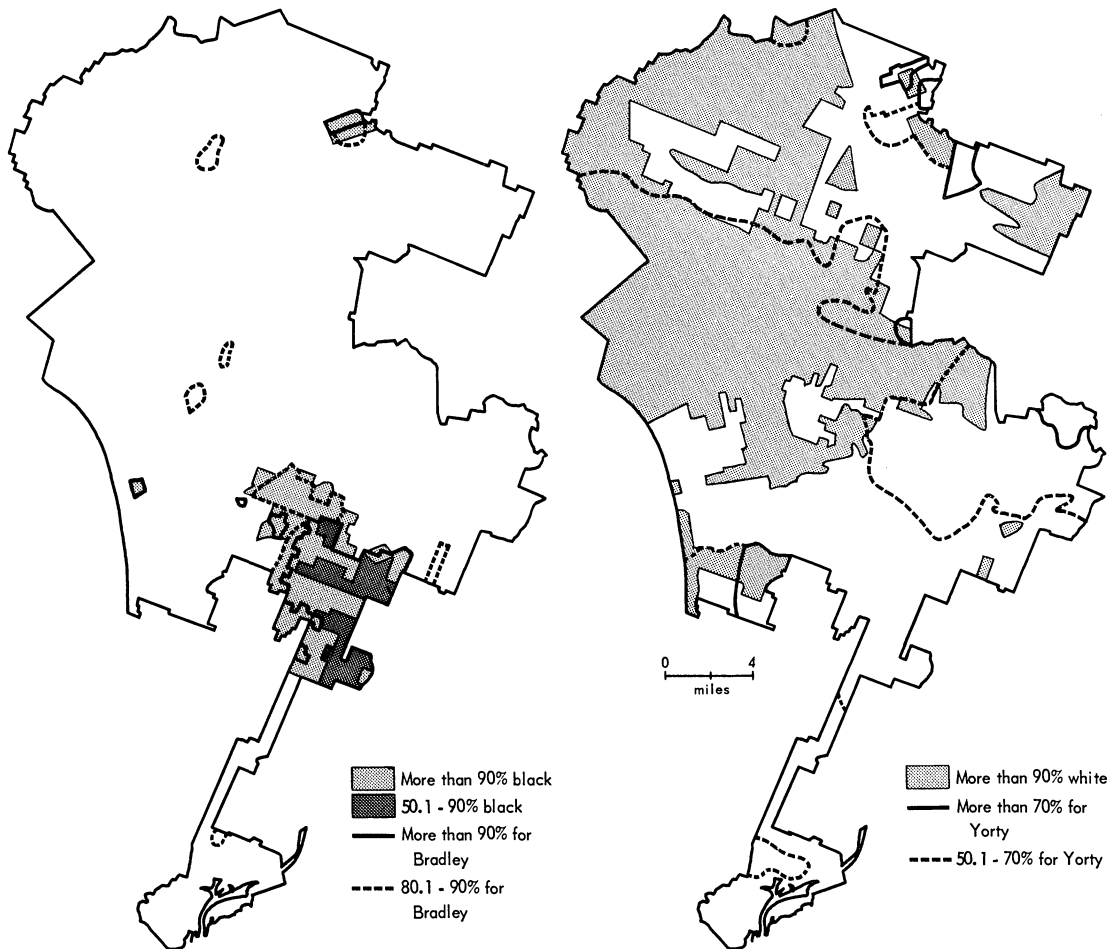 0 4
miles
More than 90% black
50.1 - 90% black
More than 90% for
Bradley
80.1 - 90% for
Bradley
More than 90% white
More than 70% for
Yorty
50.1 - 70% for Yorty